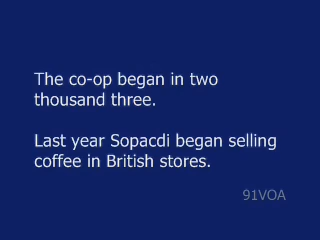 The co-op began in two
thousand three.
Last year Sopacdi began selling
coffee in British stores.
91VOA